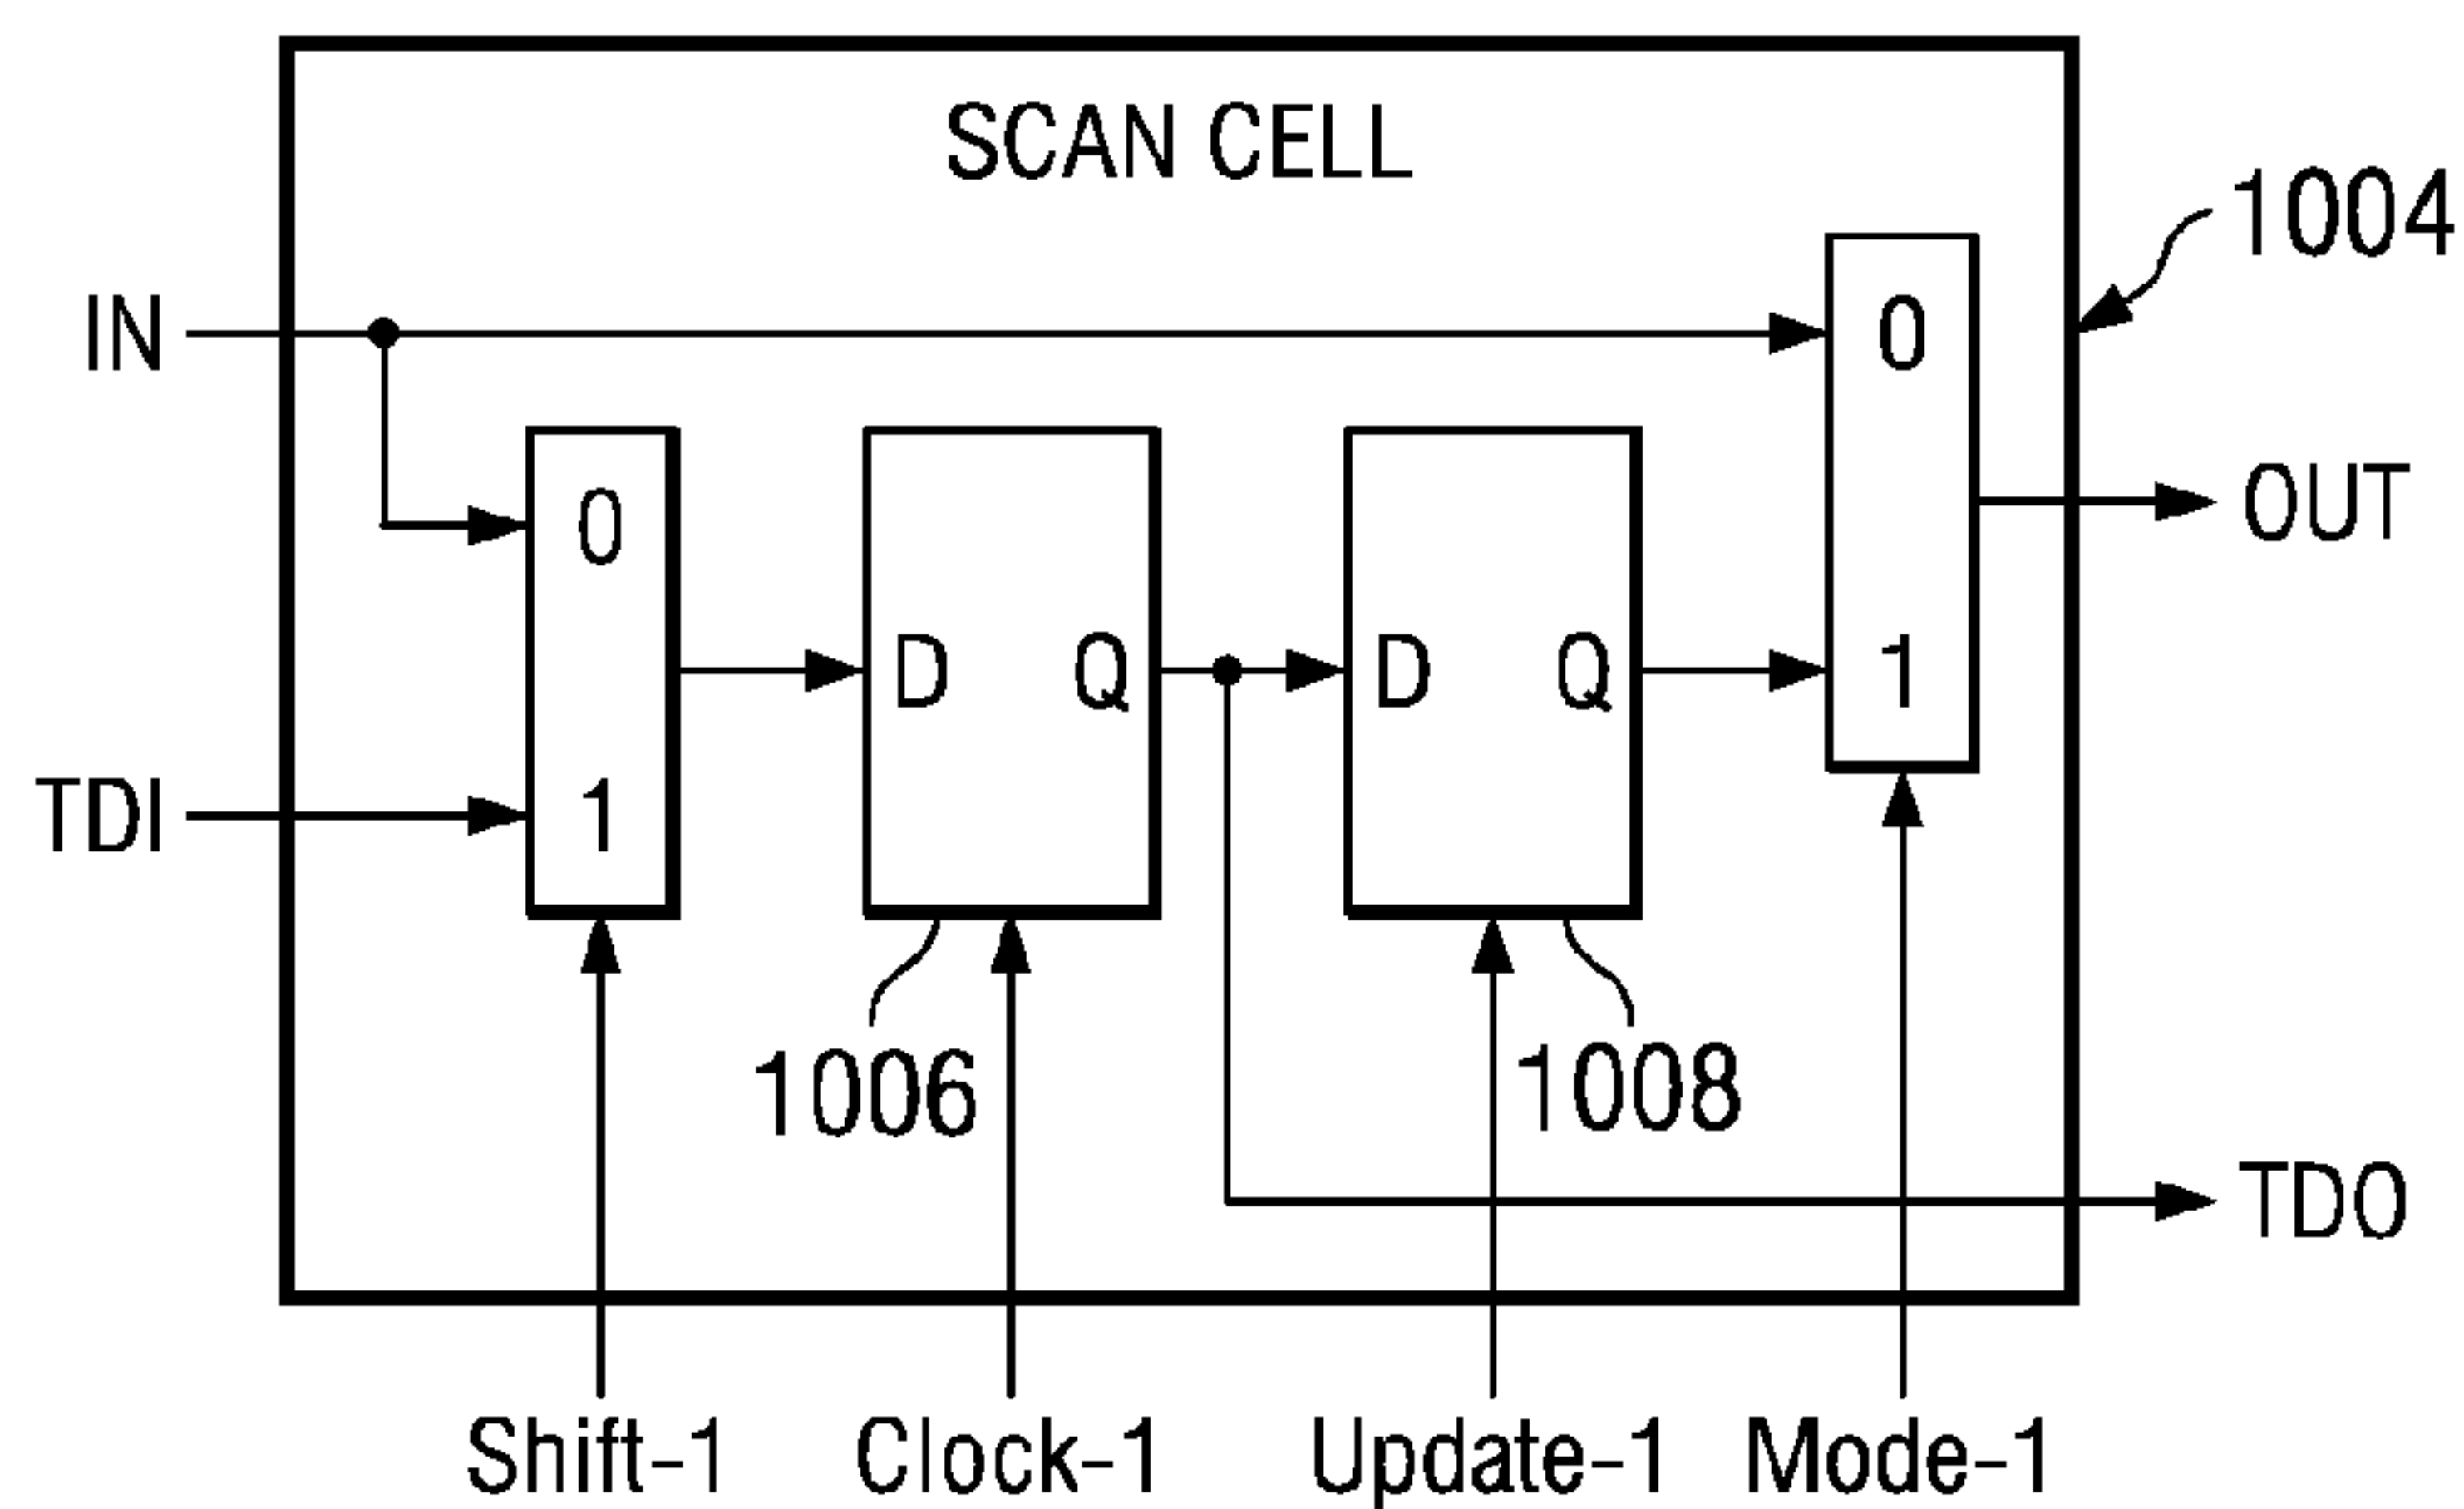 SCAN CELL
1004
IN
0
0
OUT
D Q
D Q
1
TDI
1
1006
1008
TDO
Shift-1
Clock-1
Update-1
Mode-1